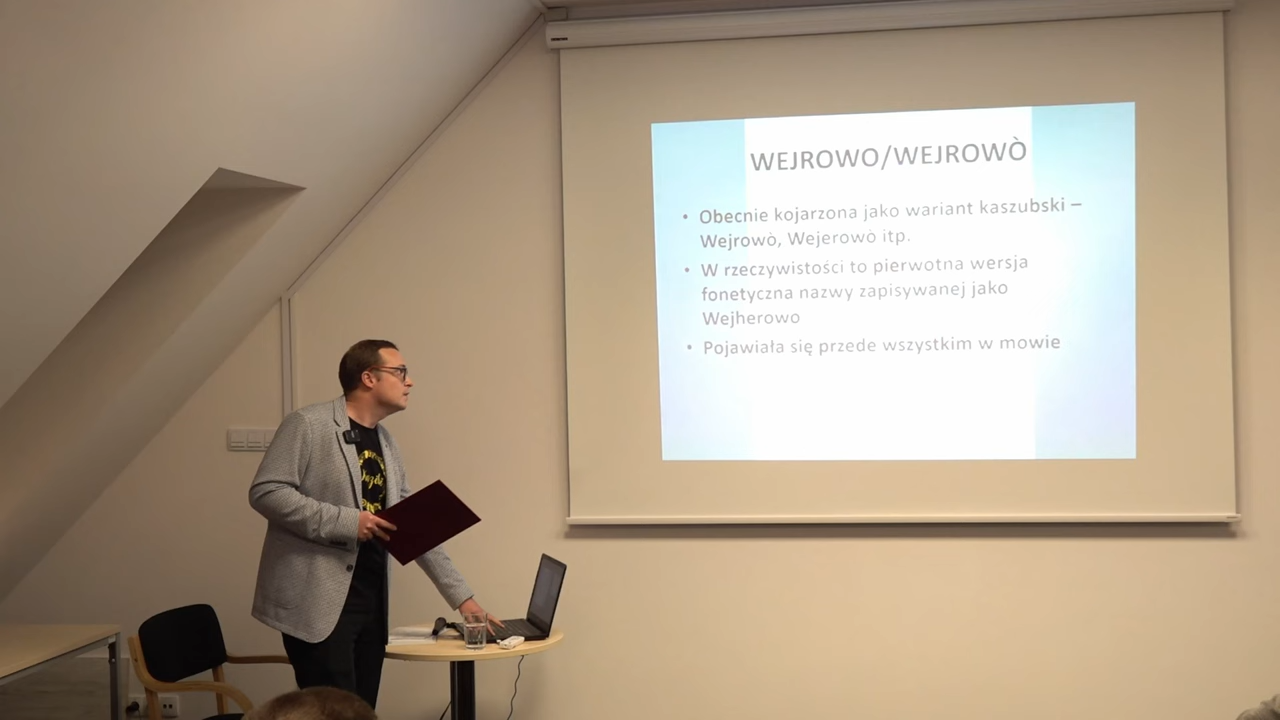 WEJROWO/WEJROWÒ
• Obecnie kojarzona jako wariant kaszubski –
Wejrowò, Wejerowò itp.
• W rzeczywistości to pierwotna wersja
fonetyczna nazwy zapisywanej jako
Wejherowo
• Pojawiała się przede wszystkim w mowie